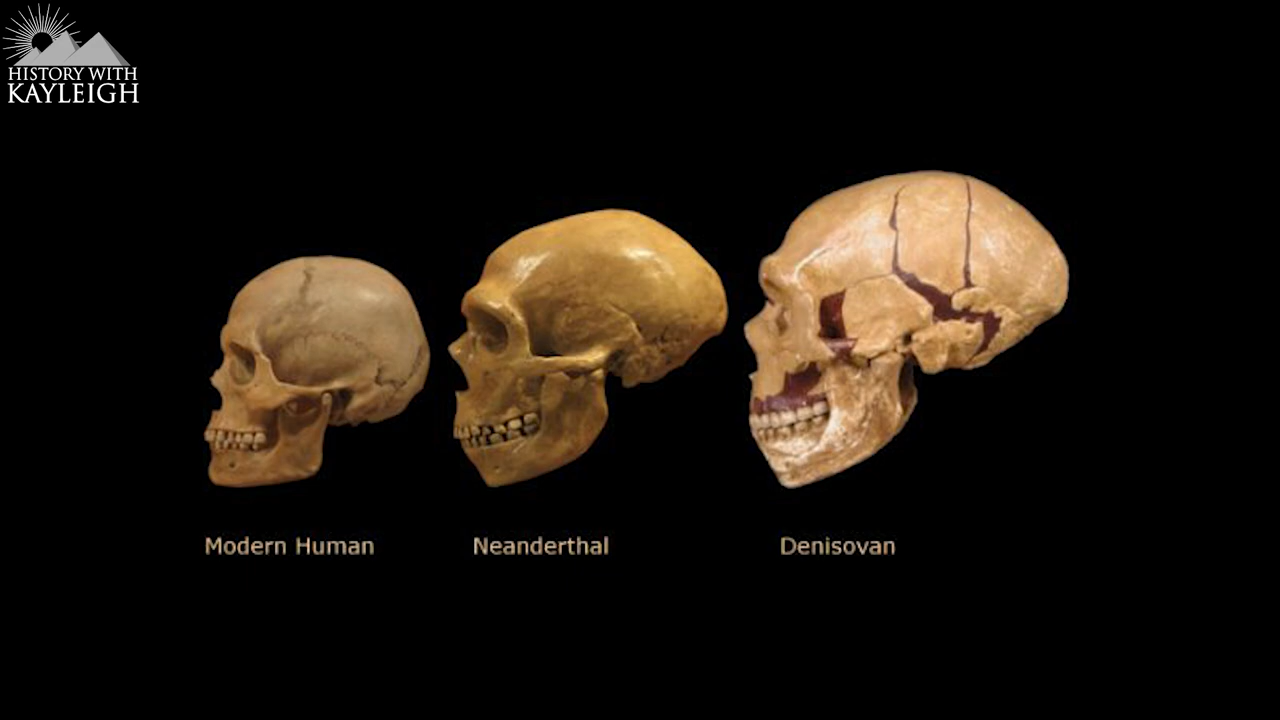 HISTORY WITH
KAYLEIGH
Modern Human
Neanderthal
Denisovan